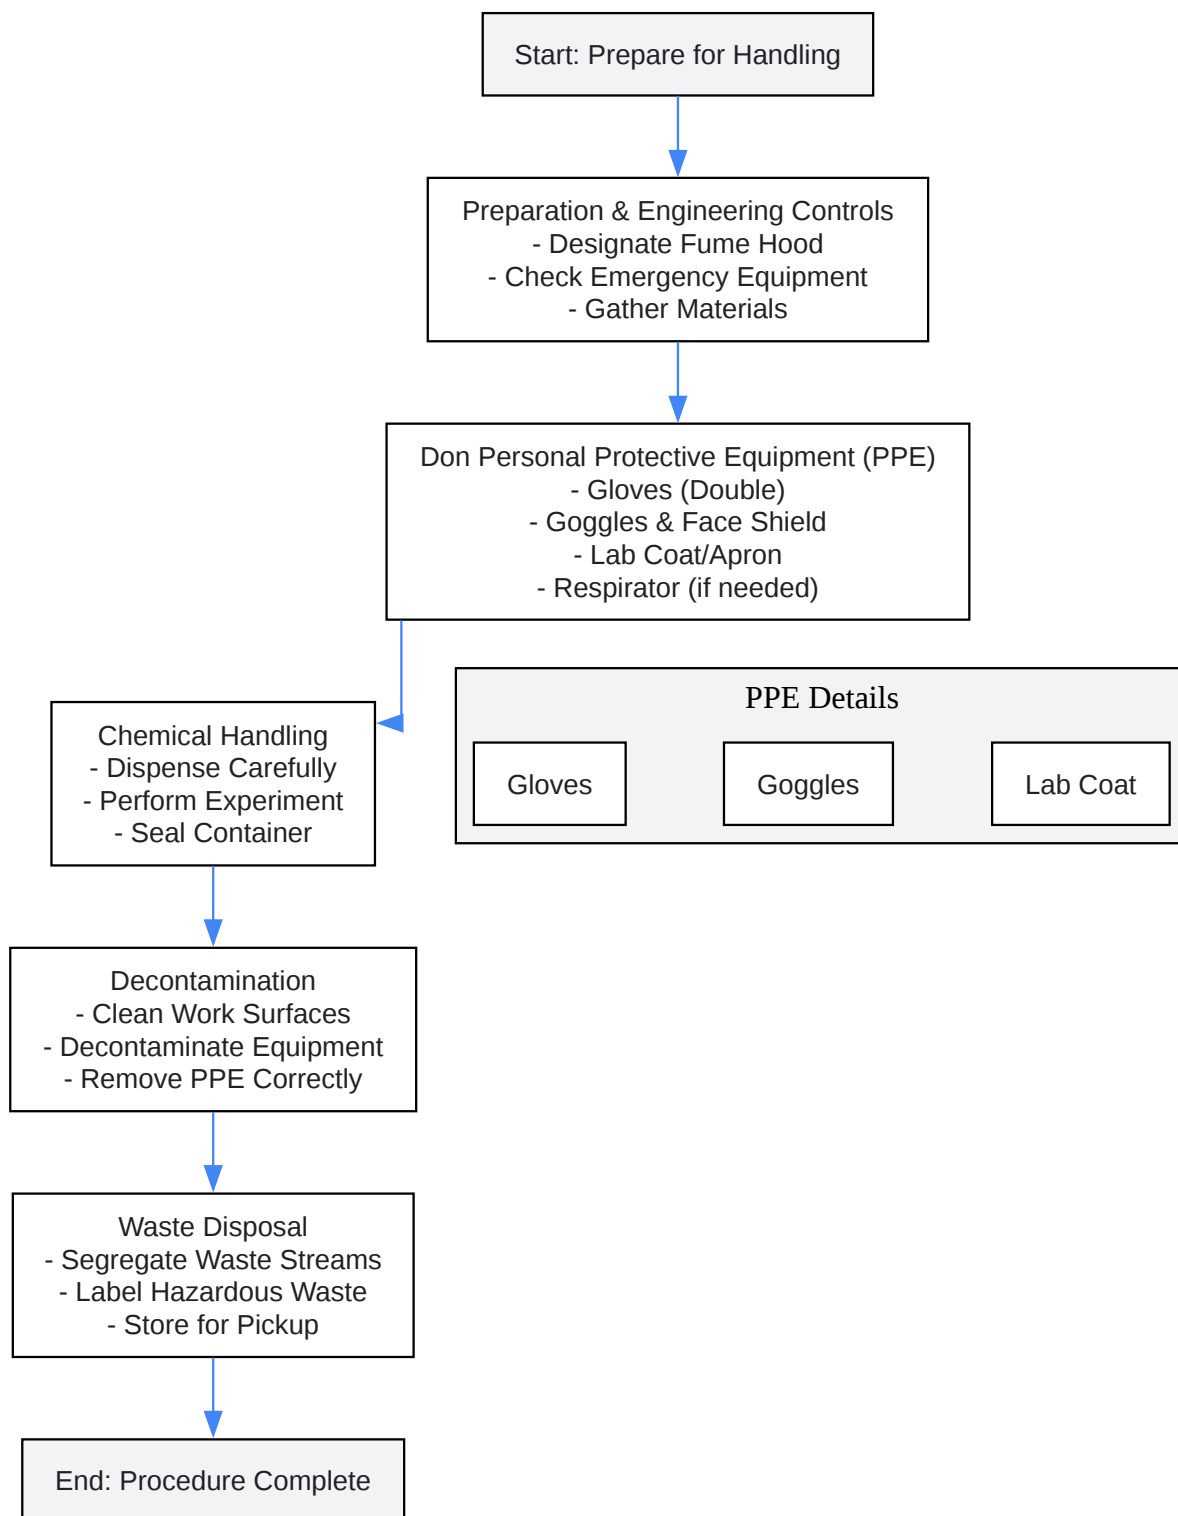 Start: Prepare for Handling
Preparation & Engineering Controls
- Designate Fume Hood
- Check Emergency Equipment
- Gather Materials
Don Personal Protective Equipment (PPE)
- Gloves (Double)
- Goggles & Face Shield
- Lab Coat/Apron
- Respirator (if needed)
PPE Details
Gloves
Goggles
Lab Coat
Chemical Handling
- Dispense Carefully
- Perform Experiment
- Seal Container
Decontamination
- Clean Work Surfaces
- Decontaminate Equipment
- Remove PPE Correctly
Waste Disposal
- Segregate Waste Streams
- Label Hazardous Waste
- Store for Pickup
End: Procedure Complete